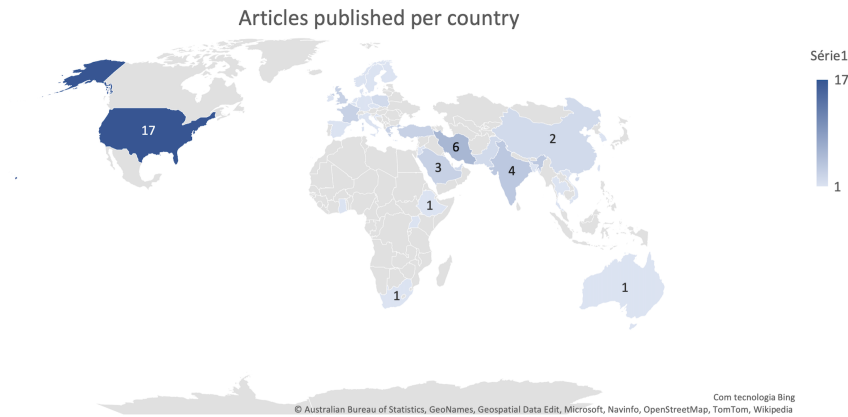 Articles published per country
Série1
17
1
17
2
6
3
4
1
1
1
Com tecnologia Bing
© Australian Bureau of Statistics, GeoNames, Geospatial Data Edit, Microsoft, Navinfo, OpenStreetMap, TomTom, Wikipedia